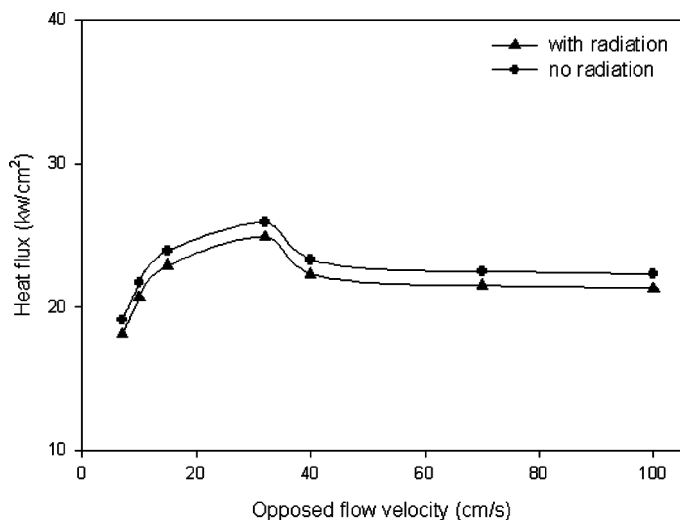 40
30
20
10
Heat flux (kw/cm²)
with radiation
no radiation
0 20 40 60 80 100
Opposed flow velocity (cm/s)